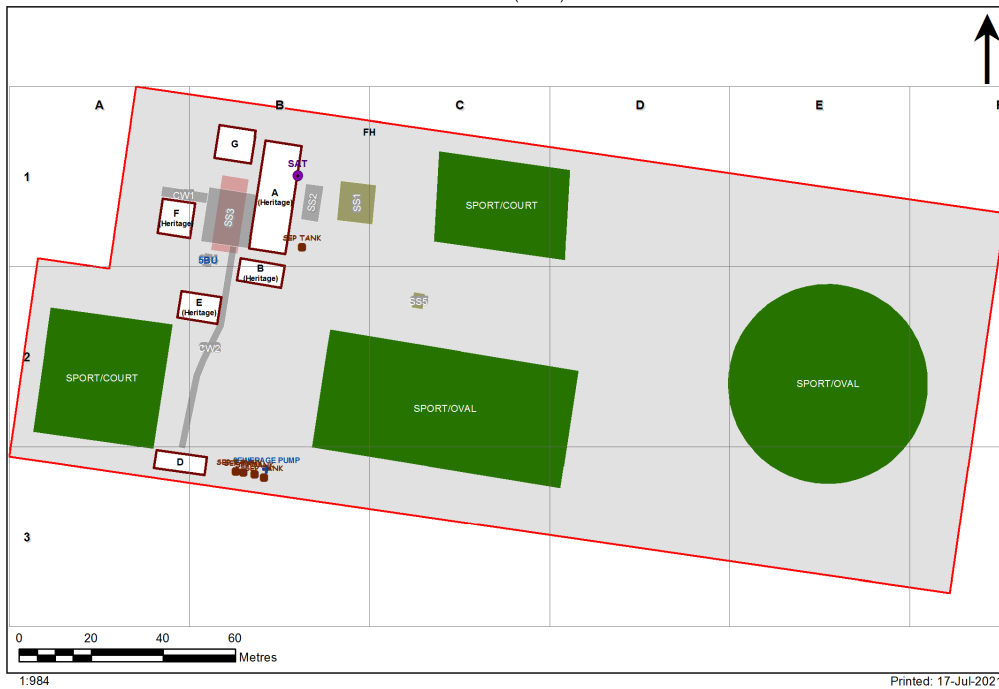 A B C D E
FH
G
1
SAT
A
(Heritage)
CW1
SS3
SS2
SS1
SPORT/COURT
F
(Heritage)
SEP TANK
5BU
B
(Heritage)
E
(Heritage)
SS5
CW2
2
SPORT/COURT
SPORT/OVAL
SPORT/OVAL
D
SEWERAGE PUMP
3
0 20 40 60
Metres
1:984
Printed: 17-Jul-2021